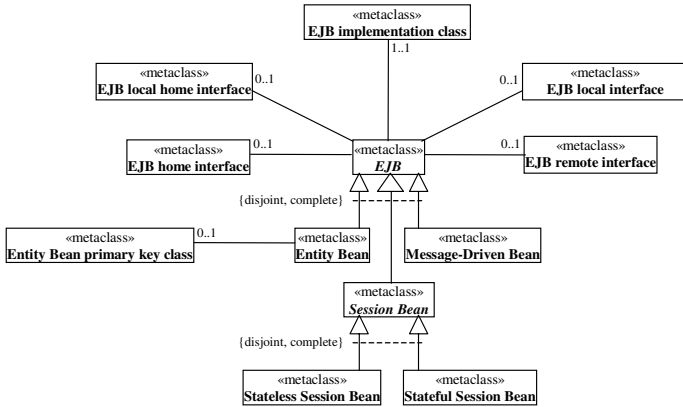 «metaclass»
EJB implementation class
1..1
«metaclass»
EJB local home interface
0..1
0..1
«metaclass»
EJB local interface
«metaclass»
EJB home interface
0..1
«metaclass»
EJB
0..1
«metaclass»
EJB remote interface
{disjoint, complete}
«metaclass»
Entity Bean primary key class
0..1
«metaclass»
Entity Bean
«metaclass»
Message-Driven Bean
«metaclass»
Session Bean
{disjoint, complete}
«metaclass»
Stateless Session Bean
«metaclass»
Stateful Session Bean